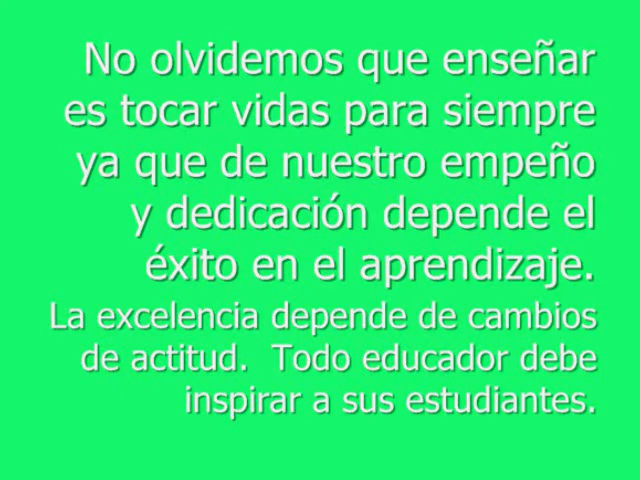 No olvidemos que enseñar
es tocar vidas para siempre
ya que de nuestro empeño
y dedicación depende el
éxito en el aprendizaje.
La excelencia depende de cambios
de actitud.  Todo educador debe
inspirar a sus estudiantes.